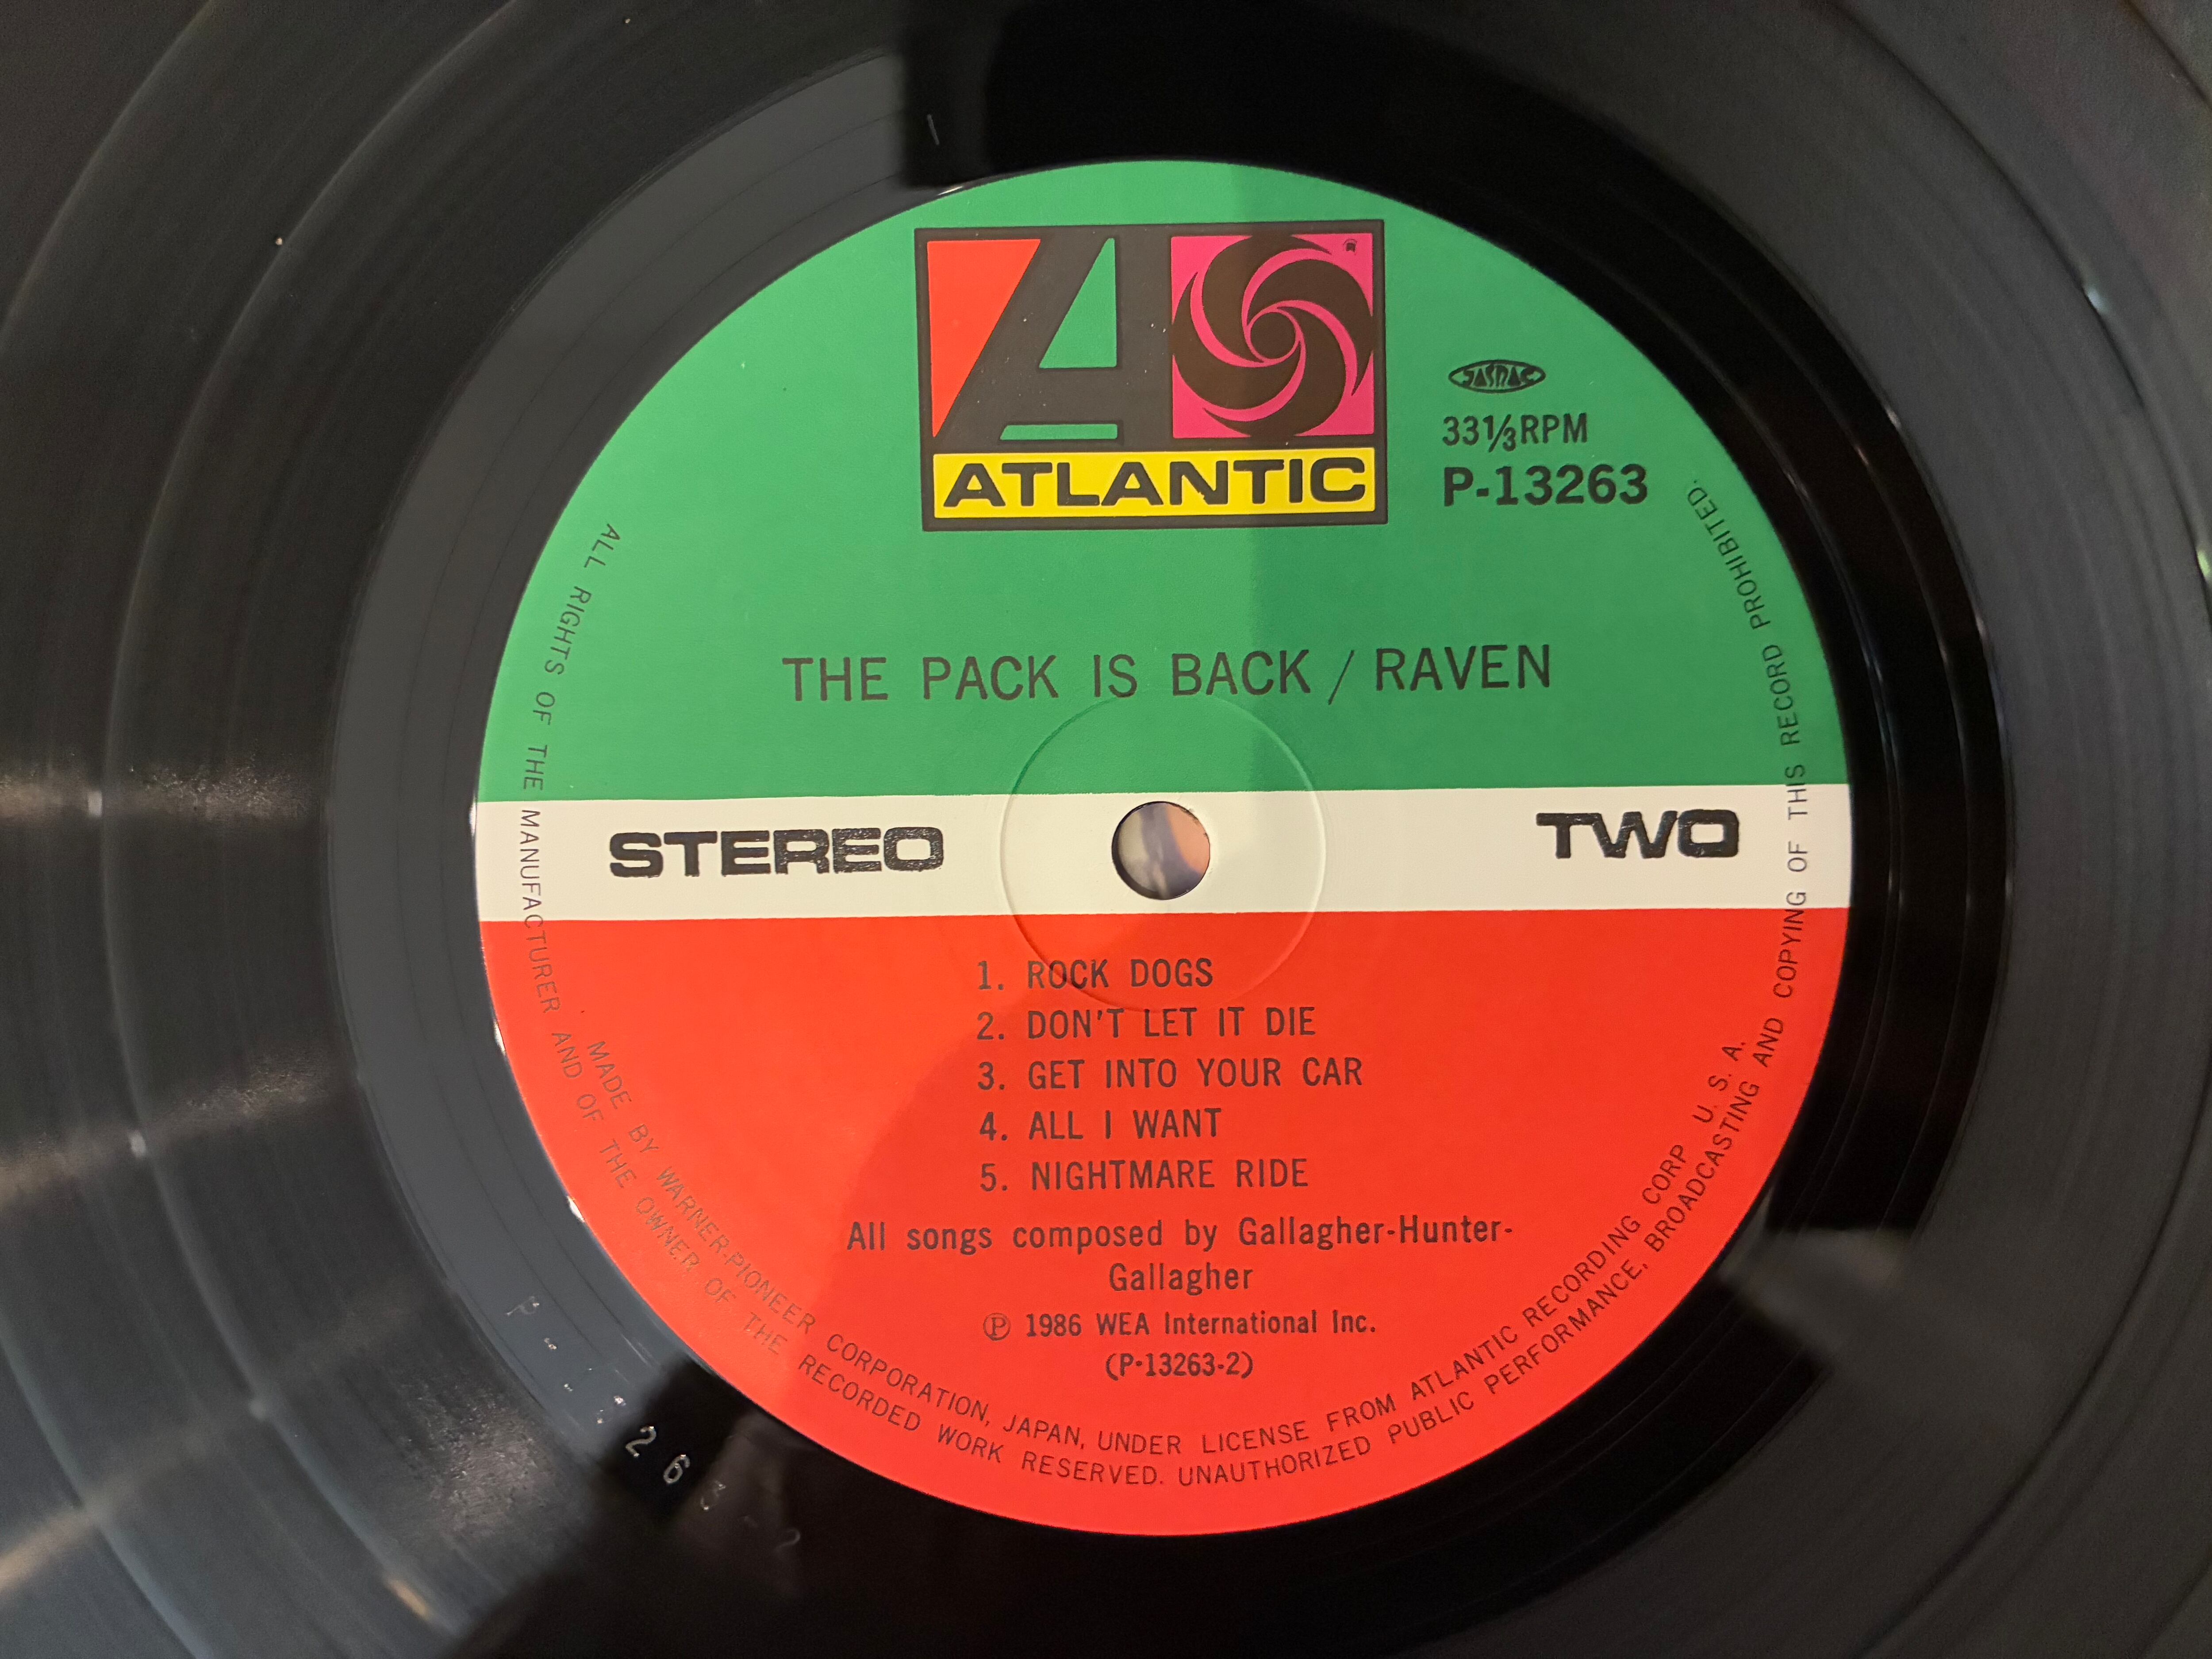 ATLANTIC
JASRAC
33⅓RPM
P-13263
THE PACK IS BACK / RAVEN
STEREO
TWO
1. ROCK DOGS
2. DON'T LET IT DIE
3. GET INTO YOUR CAR
4. ALL I WANT
5. NIGHTMARE RIDE
All songs composed by Gallagher-Hunter-
Gallagher
Ⓟ 1986 WEA International Inc.
(P-13263-2)
MADE BY WARNER-PIONEER CORPORATION, JAPAN, UNDER LICENSE FROM ATLANTIC RECORDING CORP U. S. A.
ALL RIGHTS OF THE MANUFACTURER AND OF THE OWNER OF THE RECORDED WORK RESERVED. UNAUTHORIZED PUBLIC PERFORMANCE, BROADCASTING AND COPYING OF THIS RECORD PROHIBITED.